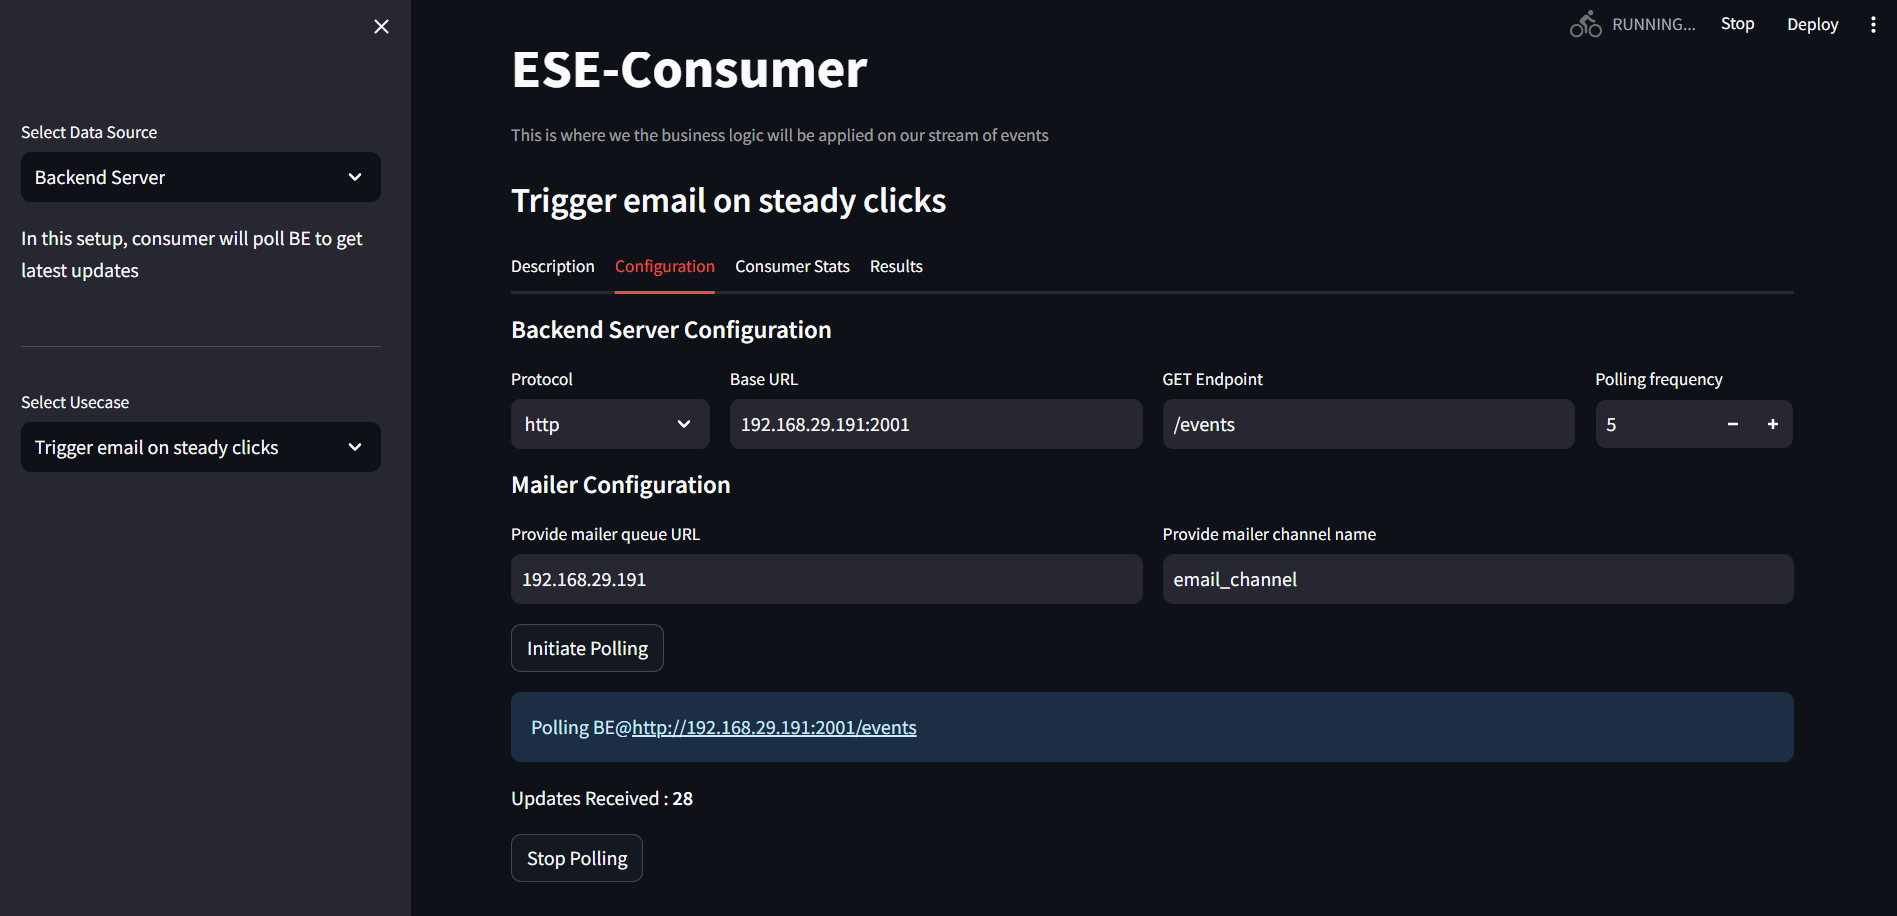 RUNNING...
Stop
Deploy
Select Data Source
Backend Server
In this setup, consumer will poll BE to get
latest updates
Select Usecase
Trigger email on steady clicks
ESE-Consumer
This is where we the business logic will be applied on our stream of events
Trigger email on steady clicks
Description
Configuration
Consumer Stats
Results
Backend Server Configuration
Protocol
http
Base URL
192.168.29.191:2001
GET Endpoint
/events
Polling frequency
5
Mailer Configuration
Provide mailer queue URL
192.168.29.191
Provide mailer channel name
email_channel
Initiate Polling
Polling BE@http://192.168.29.191:2001/events
Updates Received : 28
Stop Polling